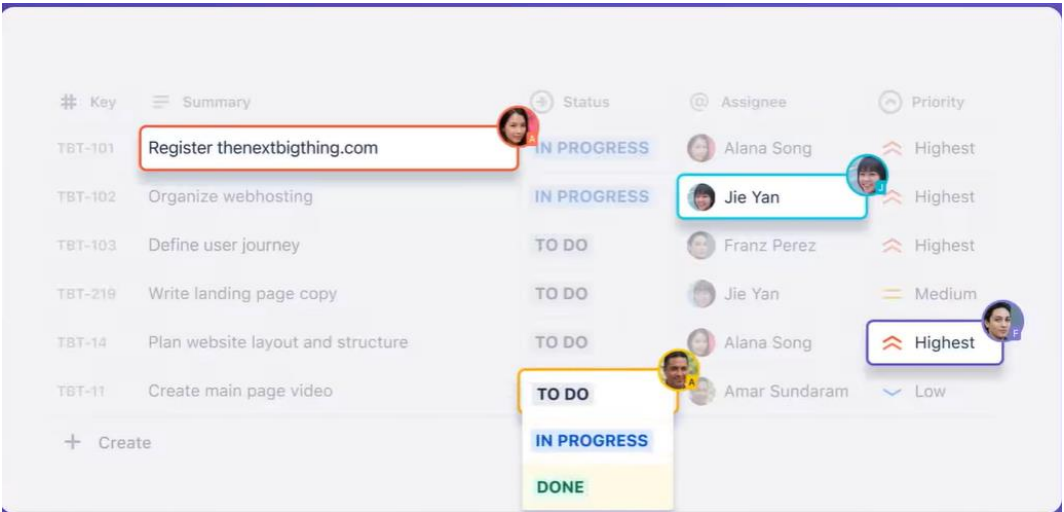 # Key Summary Status @ Assignee Priority
TBT-101 Register thenextbigthing.com A IN PROGRESS Alana Song Highest
TBT-102 Organize webhosting IN PROGRESS Jie Yan J Highest
TBT-103 Define user journey TO DO Franz Perez Highest
TBT-219 Write landing page copy TO DO Jie Yan Medium
TBT-14 Plan website layout and structure TO DO Alana Song Highest F
TBT-11 Create main page video TO DO A Amar Sundaram Low
+ Create IN PROGRESS
DONE